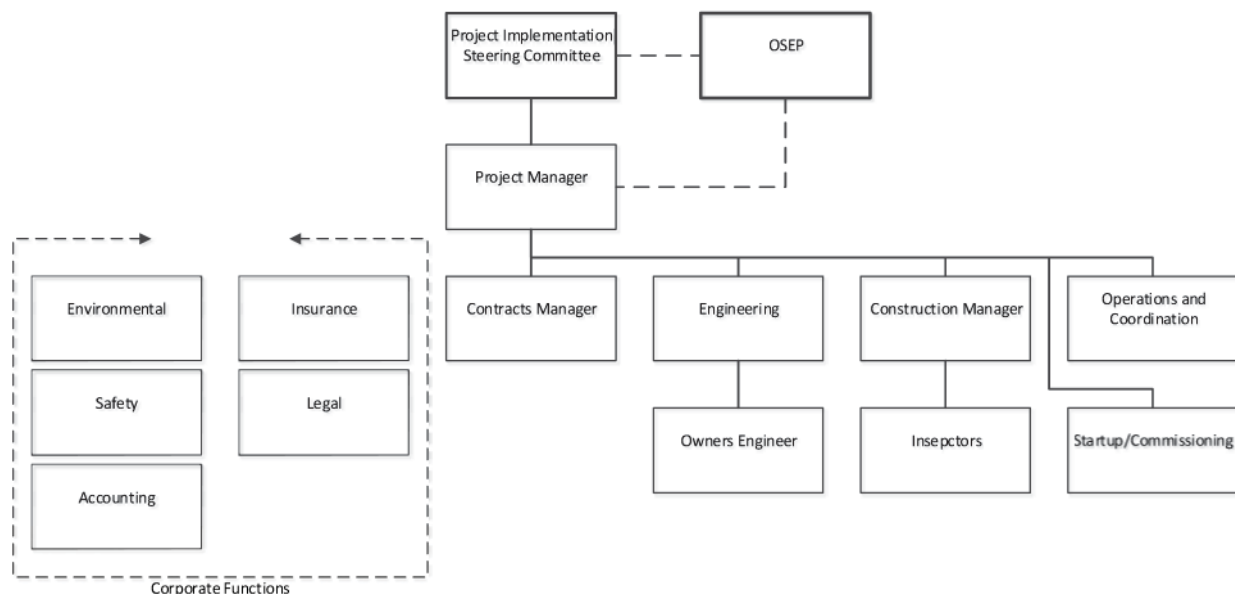 Project Implementation
Steering Committee
OSEP
Project Manager
Environmental
Insurance
Contracts Manager
Engineering
Construction Manager
Operations and
Coordination
Safety
Legal
Owners Engineer
Insepctors
Startup/Commissioning
Accounting
Corporate Functions